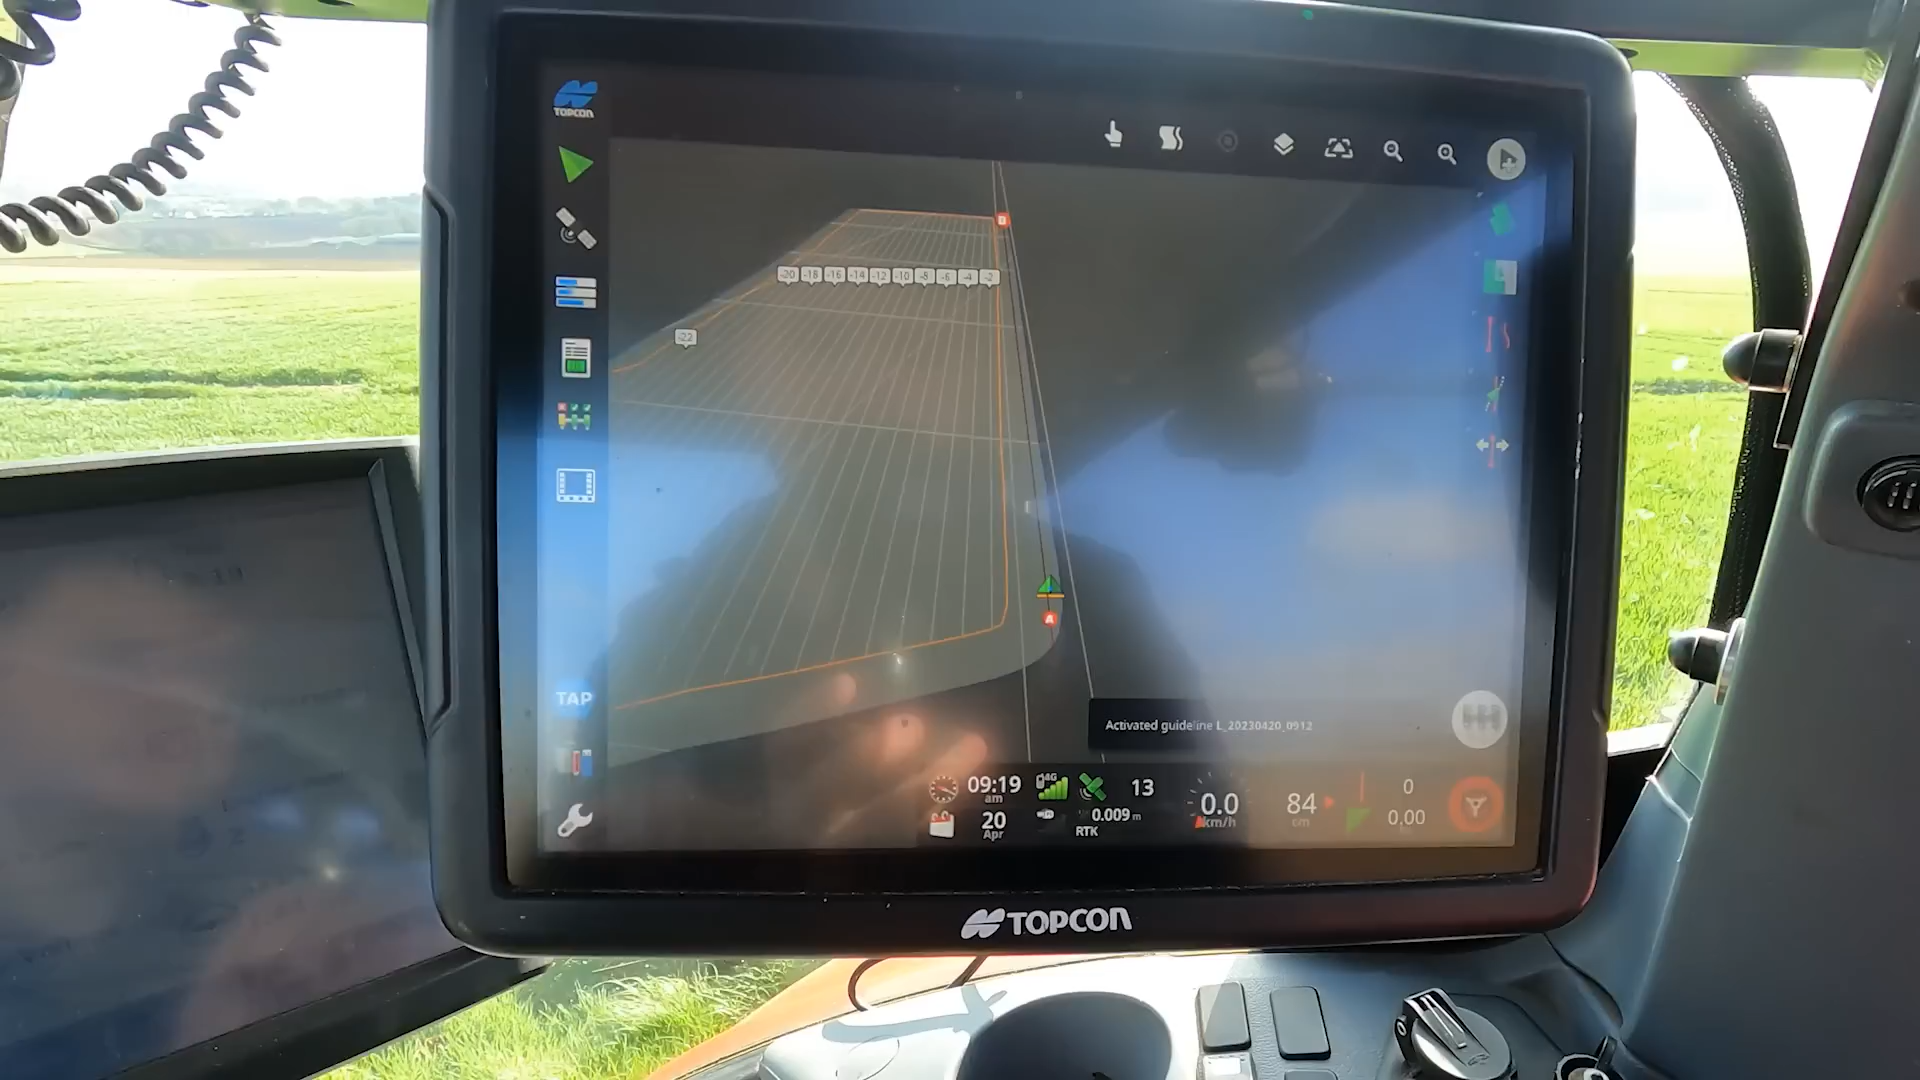 TOPCON
B
-20 -18 -16 -14 -12 -10 -8 -6 -4 -2
-22
A
TAP
Activated guideline L_20230420_0912
09:19
am
4G
13
20
Apr
0.009 m
RTK
0.0
km/h
84
cm
0
0.00
TOPCON